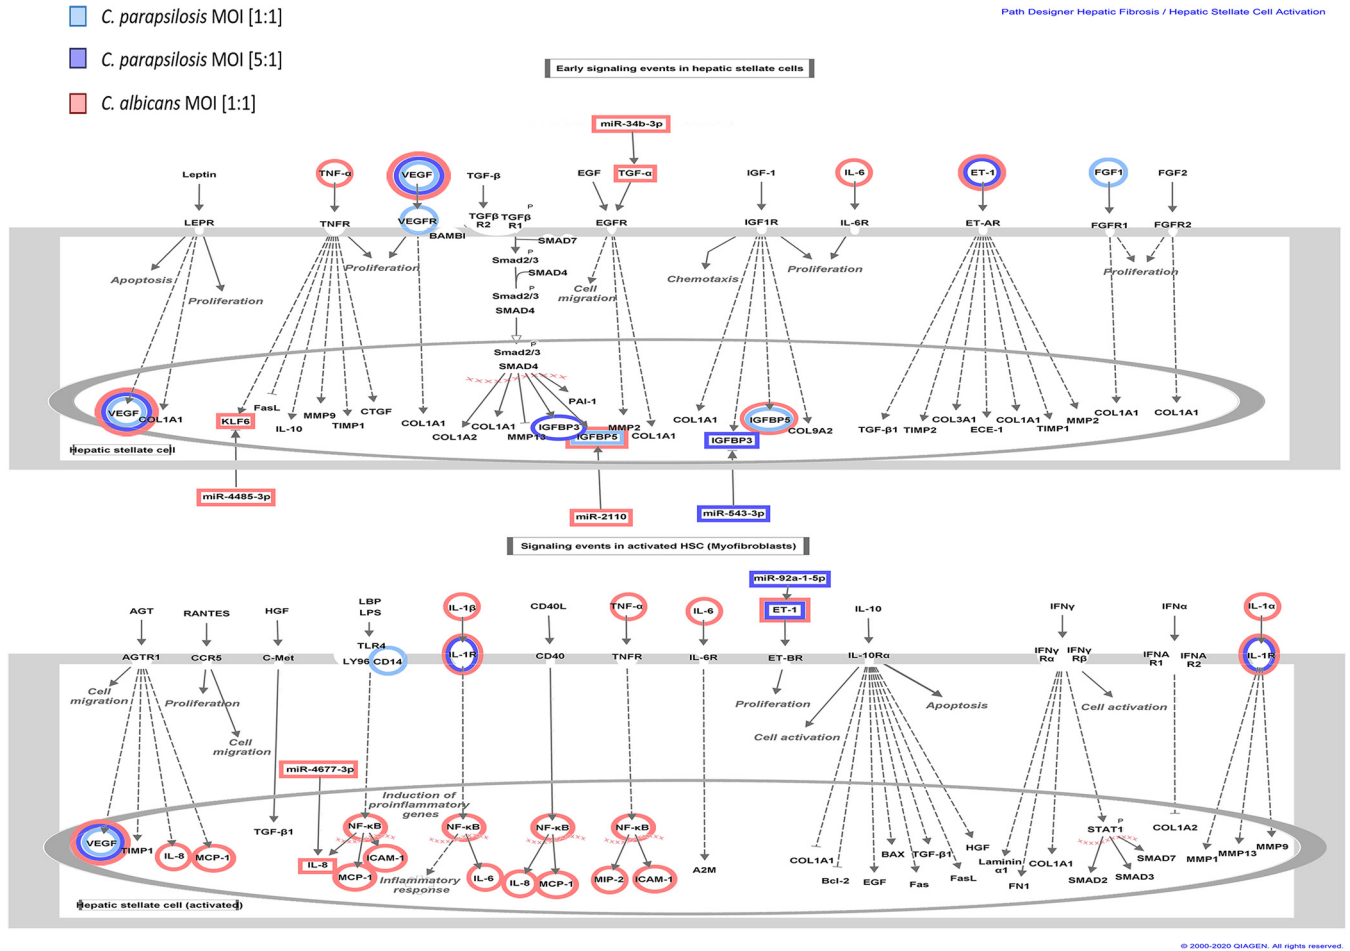 Path Designer Hepatic Fibrosis / Hepatic Stellate Cell Activation
C. parapsilosis MOI [1:1]
C. parapsilosis MOI [5:1]
C. albicans MOI [1:1]
Early signaling events in hepatic stellate cells
miR-34b-3p
Leptin
TNF-α
VEGF
TGF-β
EGF
TGF-α
IGF-1
IL-6
ET-1
FGF1
FGF2
LEPR
TNFR
VEGFR
BAMBI
TGFβ
R2
TGFβ
R1
P
EGFR
IGF1R
IL-6R
ET-AR
FGFR1
FGFR2
SMAD7
Apoptosis
Proliferation
Proliferation
P
Smad2/3
SMAD4
P
Smad2/3
SMAD4
Cell
migration
Chemotaxis
Proliferation
Proliferation
P
Smad2/3
SMAD4
xxxxxxxxxxxxxx
VEGF
COL1A1
KLF6
FasL
IL-10
MMP9
TIMP1
CTGF
COL1A1
COL1A2
COL1A1
MMP13
IGFBP3
PAI-1
IGFBP5
MMP2
COL1A1
COL1A1
IGFBP3
IGFBP5
COL9A2
TGF-β1
TIMP2
COL3A1
ECE-1
COL1A1
TIMP1
MMP2
COL1A1
COL1A1
Hepatic stellate cell
miR-4485-3p
miR-2110
miR-543-3p
Signaling events in activated HSC (Myofibroblasts)
miR-92a-1-5p
AGT
RANTES
HGF
LBP
LPS
IL-1β
CD40L
TNF-α
IL-6
ET-1
IL-10
IFNγ
IFNα
IL-1α
AGTR1
CCR5
C-Met
TLR4
LY96
CD14
IL-1R
CD40
TNFR
IL-6R
ET-BR
IL-10Rα
IFNγ
Rα
IFNγ
Rβ
IFNA
R1
IFNA
R2
IL-1R
Cell
migration
Proliferation
Cell
migration
Proliferation
Cell activation
Apoptosis
Cell activation
miR-4677-3p
Induction of
proinflammatory
genes
VEGF
TIMP1
IL-8
MCP-1
TGF-β1
NF-κB
IL-8
MCP-1
ICAM-1
NF-κB
Inflammatory
response
IL-6
NF-κB
IL-8
MCP-1
NF-κB
MIP-2
ICAM-1
A2M
COL1A1
Bcl-2
EGF
BAX
Fas
TGF-β1
FasL
HGF
Laminin
α1
FN1
COL1A1
P
STAT1
SMAD2
SMAD3
SMAD7
COL1A2
MMP1
MMP13
MMP9
Hepatic stellate cell (activated)
© 2000-2020 QIAGEN. All rights reserved.